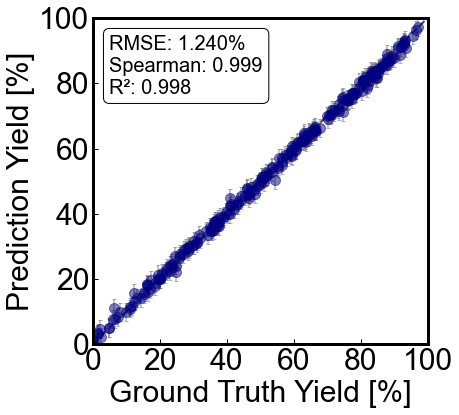 100
80
60
40
20
0
RMSE: 1.240%
Spearman: 0.999
R²: 0.998
Prediction Yield [%]
0 20 40 60 80 100
Ground Truth Yield [%]